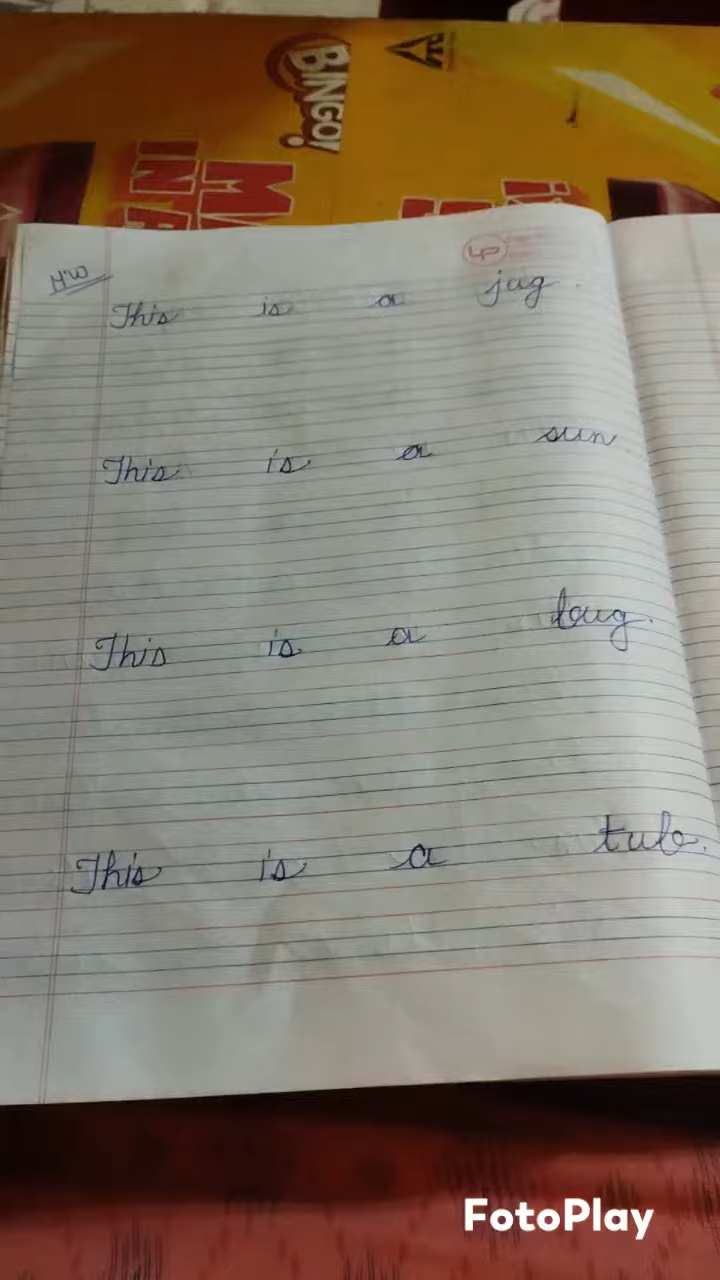 BINGO!
H.W
This is a jug.
This is a sun
This is a bug.
This is a tub.
FotoPlay